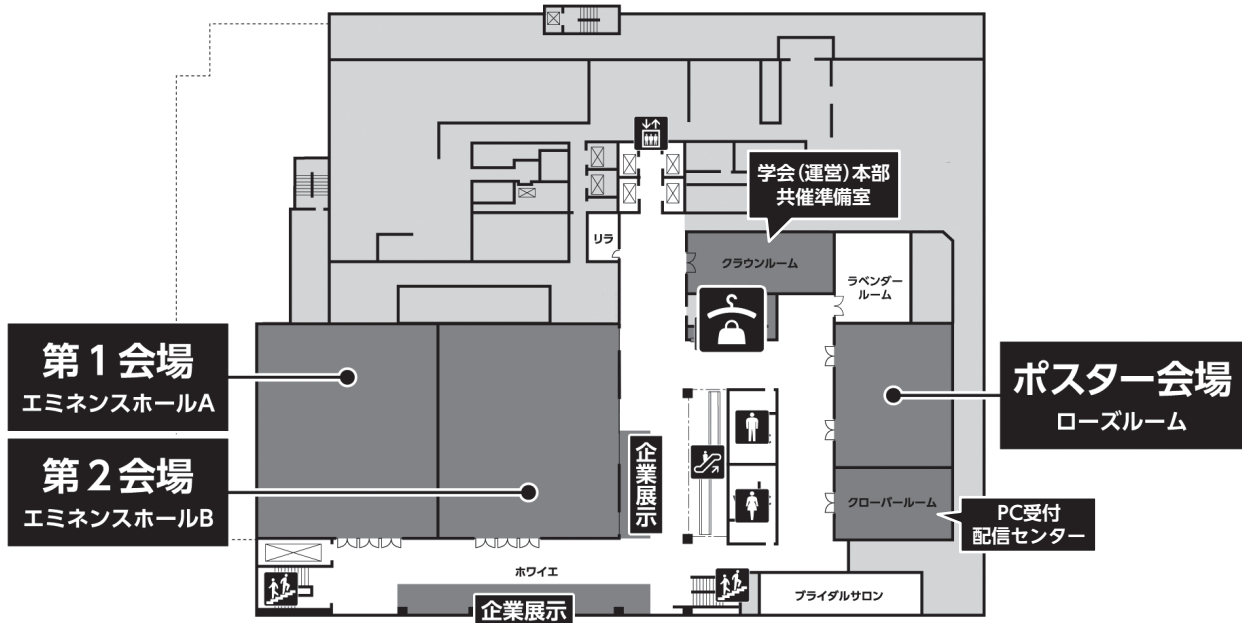 学会(運営)本部
共催準備室
リラ
クラウンルーム
ラベンダー
ルーム
第1会場
エミネンスホールA
ポスター会場
ローズルーム
第2会場
エミネンスホールB
企業展示
クローバールーム
PC受付
配信センター
ホワイエ
企業展示
ブライダルサロン